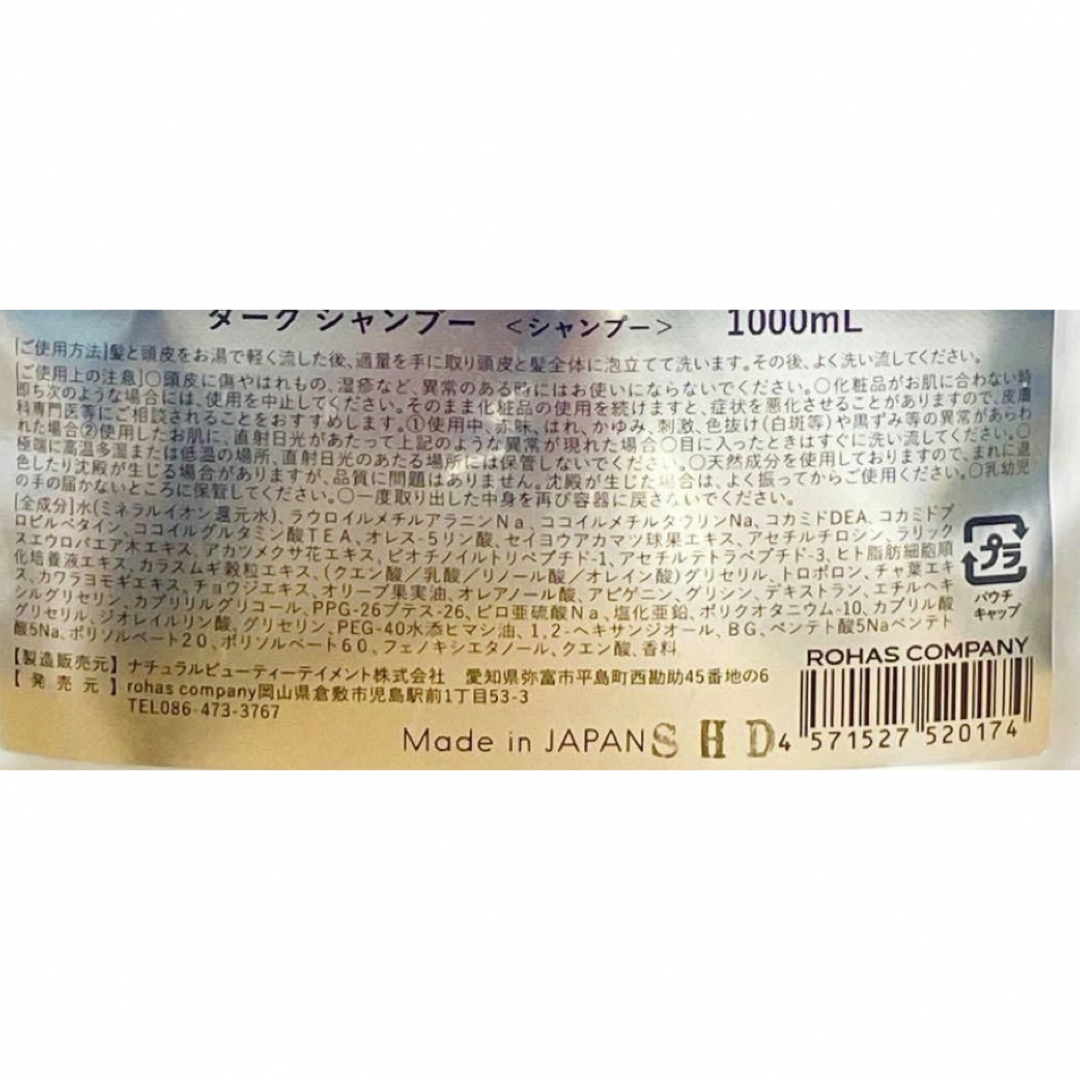 ダーク シャンプー <シャンプー> 1000mL
[ご使用方法]髪と頭皮をお湯で軽く流した後、適量を手に取り頭皮と髪全体に泡立てて洗います。その後、よく洗い流してください。
[ご使用上の注意]○頭皮に傷やはれもの、湿疹など、異常のある時にはお使いにならないでください。○化粧品がお肌に合わない時
即ち次のような場合には、使用を中止してください。そのまま化粧品の使用を続けますと、症状を悪化させることがありますので、皮膚
科専門医等にご相談されることをおすすめします。①使用中、赤味、はれ、かゆみ、刺激、色抜け(白斑等)や黒ずみ等の異常があらわ
れた場合②使用したお肌に、直射日光があたって上記のような異常が現れた場合○目に入ったときはすぐに洗い流してください。○
極端に高温多湿または低温の場所、直射日光のあたる場所には保管しないでください。○天然成分を使用しておりますので、まれに退
色したり沈殿が生じる場合がありますが、品質に問題はありません。沈殿が生じた場合は、よく振ってからご使用ください。○乳幼児
の手の届かないところに保管してください。○一度取り出した中身を再び容器に戻さないでください。
[全成分]水(ミネラルイオン還元水)、ラウロイルメチルアラニンNa、ココイルメチルタウリンNa、コカミドDEA、コカミドプ
ロピルベタイン、ココイルグルタミン酸TEA、オレス-5リン酸、セイヨウアカマツ球果エキス、アセチルチロシン、ラリック
スエウロパエア木エキス、アカツメクサ花エキス、ビオチノイルトリペプチド-1、アセチルテトラペプチド-3、ヒト脂肪細胞順
化培養液エキス、カラスムギ穀粒エキス、(クエン酸/乳酸/リノール酸/オレイン酸)グリセリル、トロポロン、チャ葉エキ
ス、カワラヨモギエキス、チョウジエキス、オリーブ果実油、オレアノール酸、アピゲニン、グリシン、デキストラン、エチルヘキ
シルグリセリン、カプリリルグリコール、PPG-26ブテス-26、ピロ亜硫酸Na、塩化亜鉛、ポリクオタニウム-10、カプリル酸
グリセリル、ジオレイルリン酸、グリセリン、PEG-40水添ヒマシ油、1,2-ヘキサンジオール、BG、ペンテト酸5Naペンテト
酸5Na、ポリソルベート20、ポリソルベート60、フェノキシエタノール、クエン酸、香料
プラ
パウチ
キャップ
【製造販売元】ナチュラルビューティーテイメント株式会社 愛知県弥富市平島町西勘助45番地の6
【発売元】rohas company岡山県倉敷市児島駅前1丁目53-3
TEL086-473-3767
ROHAS COMPANY
Made in JAPAN S H D
4 571527 520174